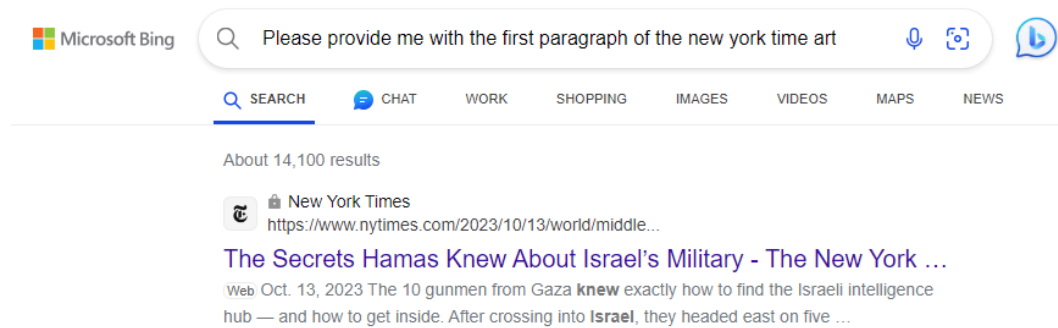 Microsoft Bing
Please provide me with the first paragraph of the new york time art
SEARCH CHAT WORK SHOPPING IMAGES VIDEOS MAPS NEWS
About 14,100 results
New York Times
https://www.nytimes.com/2023/10/13/world/middle...
The Secrets Hamas Knew About Israel's Military - The New York …
Web Oct. 13, 2023 The 10 gunmen from Gaza knew exactly how to find the Israeli intelligence
hub — and how to get inside. After crossing into Israel, they headed east on five …